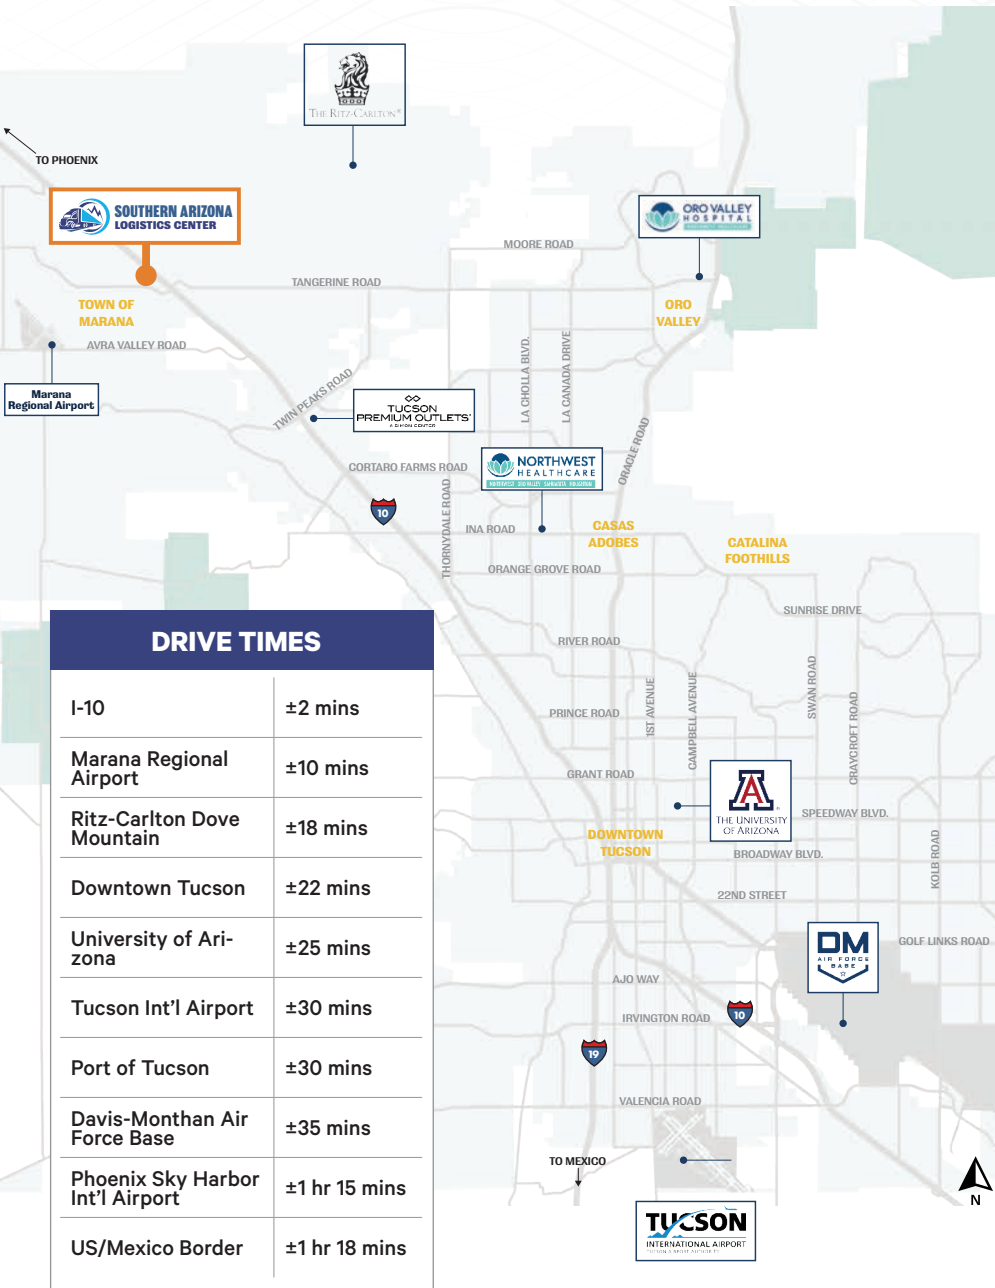 THE RITZ-CARLTON®
TO PHOENIX
SOUTHERN ARIZONA
LOGISTICS CENTER
ORO VALLEY
HOSPITAL
MOORE ROAD
TANGERINE ROAD
TOWN OF
MARANA
ORO
VALLEY
AVRA VALLEY ROAD
LA CHOLLA BLVD.
LA CANADA DRIVE
Marana
Regional Airport
TWIN PEAKS ROAD
TUCSON
PREMIUM OUTLETS
A SIMON CENTER
ORACLE ROAD
CORTARO FARMS ROAD
NORTHWEST
HEALTHCARE
NORTHWEST ORO VALLEY SAHUARITA HOUGHTON
THORNYDALE ROAD
10
INA ROAD
CASAS
ADOBES
CATALINA
FOOTHILLS
ORANGE GROVE ROAD
SUNRISE DRIVE
RIVER ROAD
1ST AVENUE
CAMPBELL AVENUE
SWAN ROAD
CRAYCROFT ROAD
PRINCE ROAD
GRANT ROAD
THE UNIVERSITY
OF ARIZONA
SPEEDWAY BLVD.
DOWNTOWN
TUCSON
BROADWAY BLVD.
KOLB ROAD
22ND STREET
DM
AIR FORCE
BASE
GOLF LINKS ROAD
AJO WAY
IRVINGTON ROAD
10
19
VALENCIA ROAD
TO MEXICO
TUCSON
INTERNATIONAL AIRPORT
N
DRIVE TIMES
I-10 ±2 mins
Marana Regional
Airport ±10 mins
Ritz-Carlton Dove
Mountain ±18 mins
Downtown Tucson ±22 mins
University of Ari-
zona ±25 mins
Tucson Int'l Airport ±30 mins
Port of Tucson ±30 mins
Davis-Monthan Air
Force Base ±35 mins
Phoenix Sky Harbor
Int'l Airport ±1 hr 15 mins
US/Mexico Border ±1 hr 18 mins